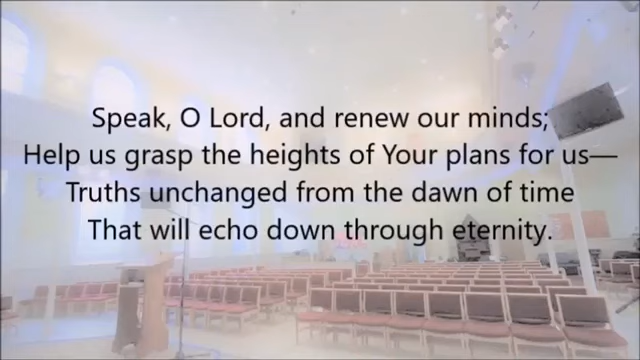 Speak, O Lord, and renew our minds;
Help us grasp the heights of Your plans for us—
Truths unchanged from the dawn of time
That will echo down through eternity.